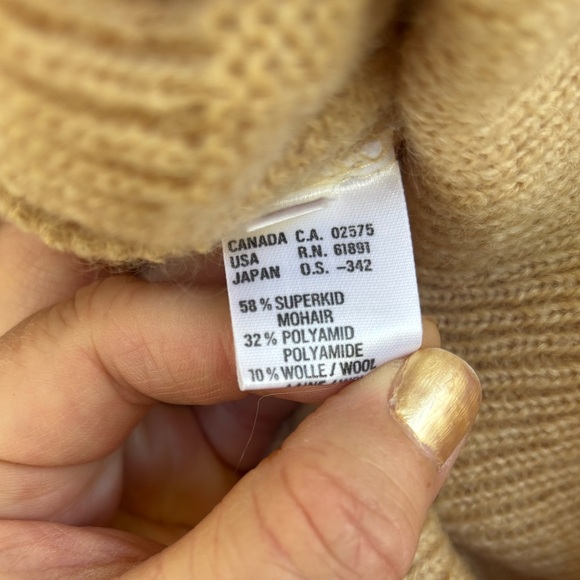 CANADA C.A. 02575
USA R.N. 61891
JAPAN O.S. -342
58% SUPERKID
MOHAIR
32% POLYAMID
POLYAMIDE
10% WOLLE / WOOL